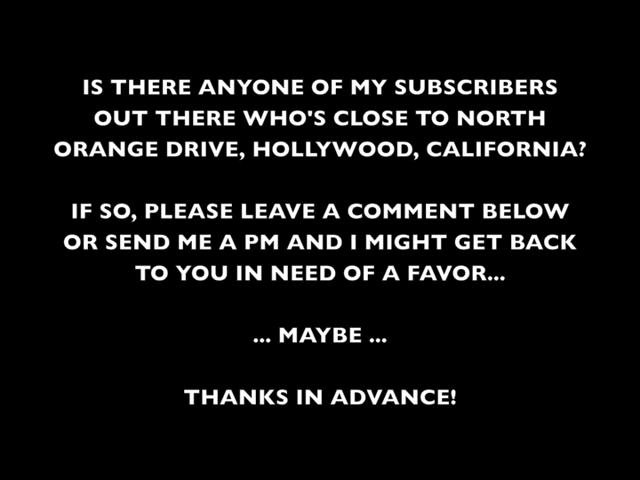 IS THERE ANYONE OF MY SUBSCRIBERS
OUT THERE WHO'S CLOSE TO NORTH
ORANGE DRIVE, HOLLYWOOD, CALIFORNIA?
IF SO, PLEASE LEAVE A COMMENT BELOW
OR SEND ME A PM AND I MIGHT GET BACK
TO YOU IN NEED OF A FAVOR...
... MAYBE ...
THANKS IN ADVANCE!